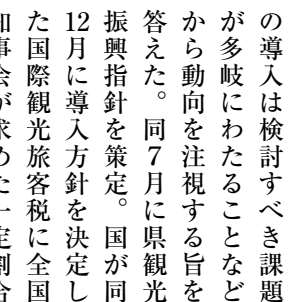 の導入は検討すべき課題
が多岐にわたることなど
から動向を注視する旨を
答えた。同７月に県観光
振興指針を策定。国が同
12月に導入方針を決定し
た国際観光旅客税に全国
知事会が求めた一定割合